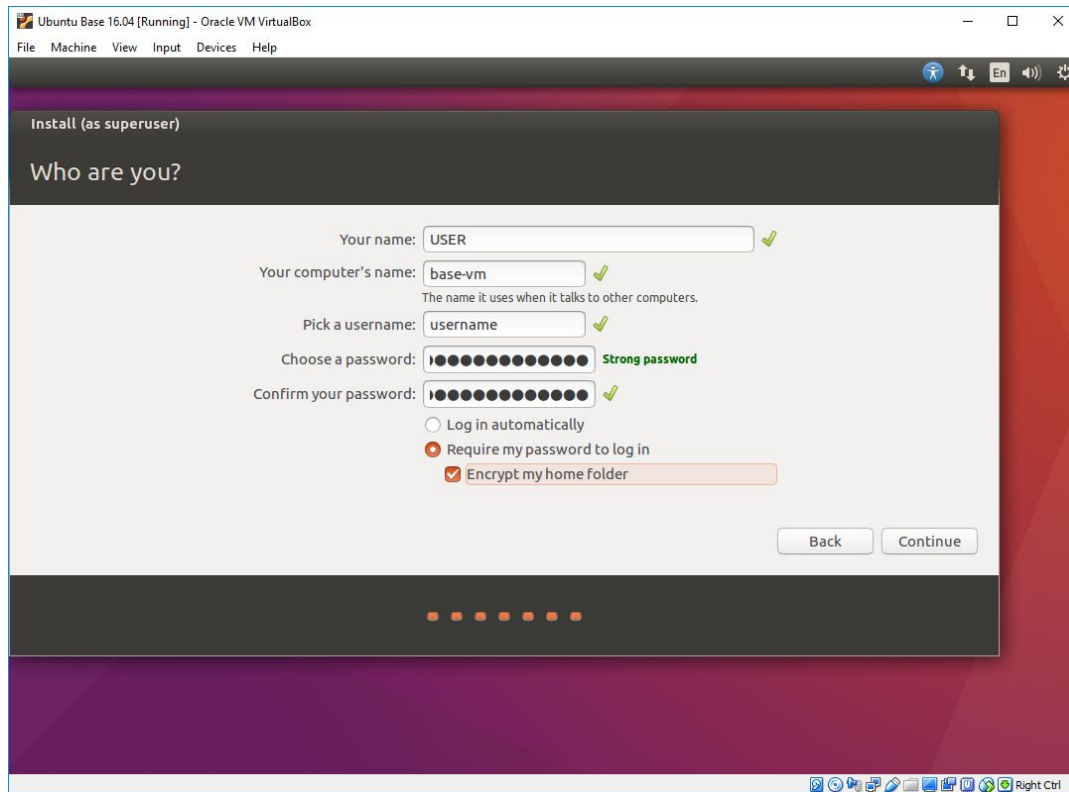 Ubuntu Base 16.04 [Running] - Oracle VM VirtualBox
File Machine View Input Devices Help
En
Install (as superuser)
Who are you?
Your name: USER
Your computer's name: base-vm
The name it uses when it talks to other computers.
Pick a username: username
Choose a password: Strong password
Confirm your password:
Log in automatically
Require my password to log in
Encrypt my home folder
Back Continue
Right Ctrl